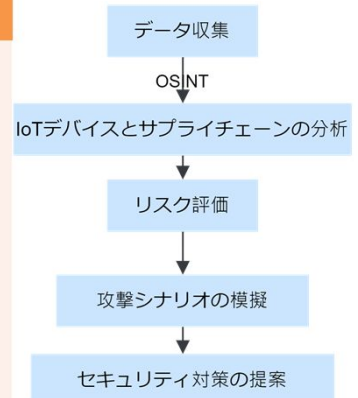 データ収集
OSINT
IoTデバイスとサプライチェーンの分析
リスク評価
攻撃シナリオの模擬
セキュリティ対策の提案